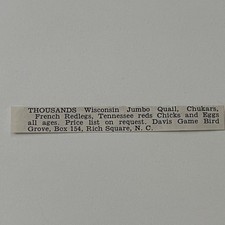 THOUSANDS Wisconsin Jumbo Quail, Chukars,
French Redlegs, Tennessee reds Chicks and Eggs
all ages. Price list on request. Davis Game Bird
Grove, Box 154, Rich Square, N. C.